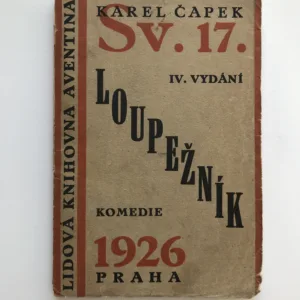 KAREL ČAPEK
Sv. 17.
IV. VYDÁNÍ
LOUPEŽNÍK
KOMEDIE
1926
PRAHA
LIDOVÁ KNIHOVNA AVENTINA